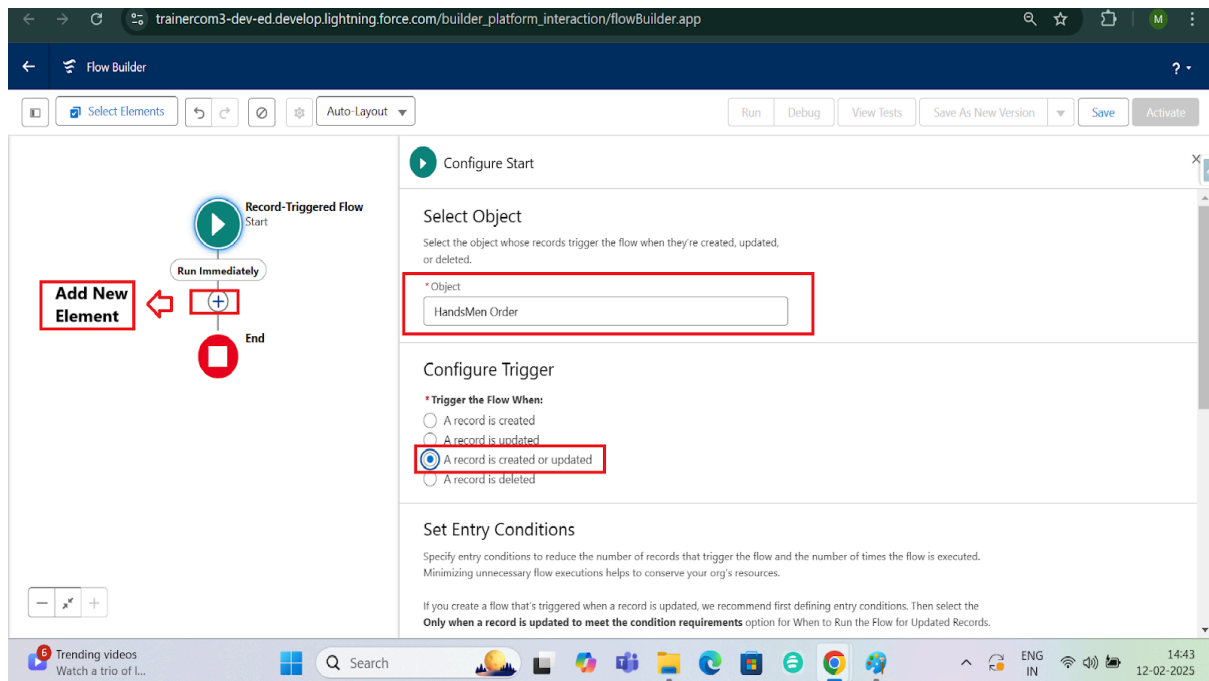 trainercom3-dev-ed.develop.lightning.force.com/builder_platform_interaction/flowBuilder.app
M
Flow Builder
?
Select Elements
Auto-Layout
Run
Debug
View Tests
Save As New Version
Save
Activate
Record-Triggered Flow
Start
Run Immediately
Add New
Element
End
Configure Start
Select Object
Select the object whose records trigger the flow when they're created, updated,
or deleted.
*Object
HandsMen Order
Configure Trigger
*Trigger the Flow When:
A record is created
A record is updated
A record is created or updated
A record is deleted
Set Entry Conditions
Specify entry conditions to reduce the number of records that trigger the flow and the number of times the flow is executed.
Minimizing unnecessary flow executions helps to conserve your org's resources.
If you create a flow that's triggered when a record is updated, we recommend first defining entry conditions. Then select the
Only when a record is updated to meet the condition requirements option for When to Run the Flow for Updated Records.
6
Trending videos
Watch a trio of l...
Search
ENG
IN
14:43
12-02-2025